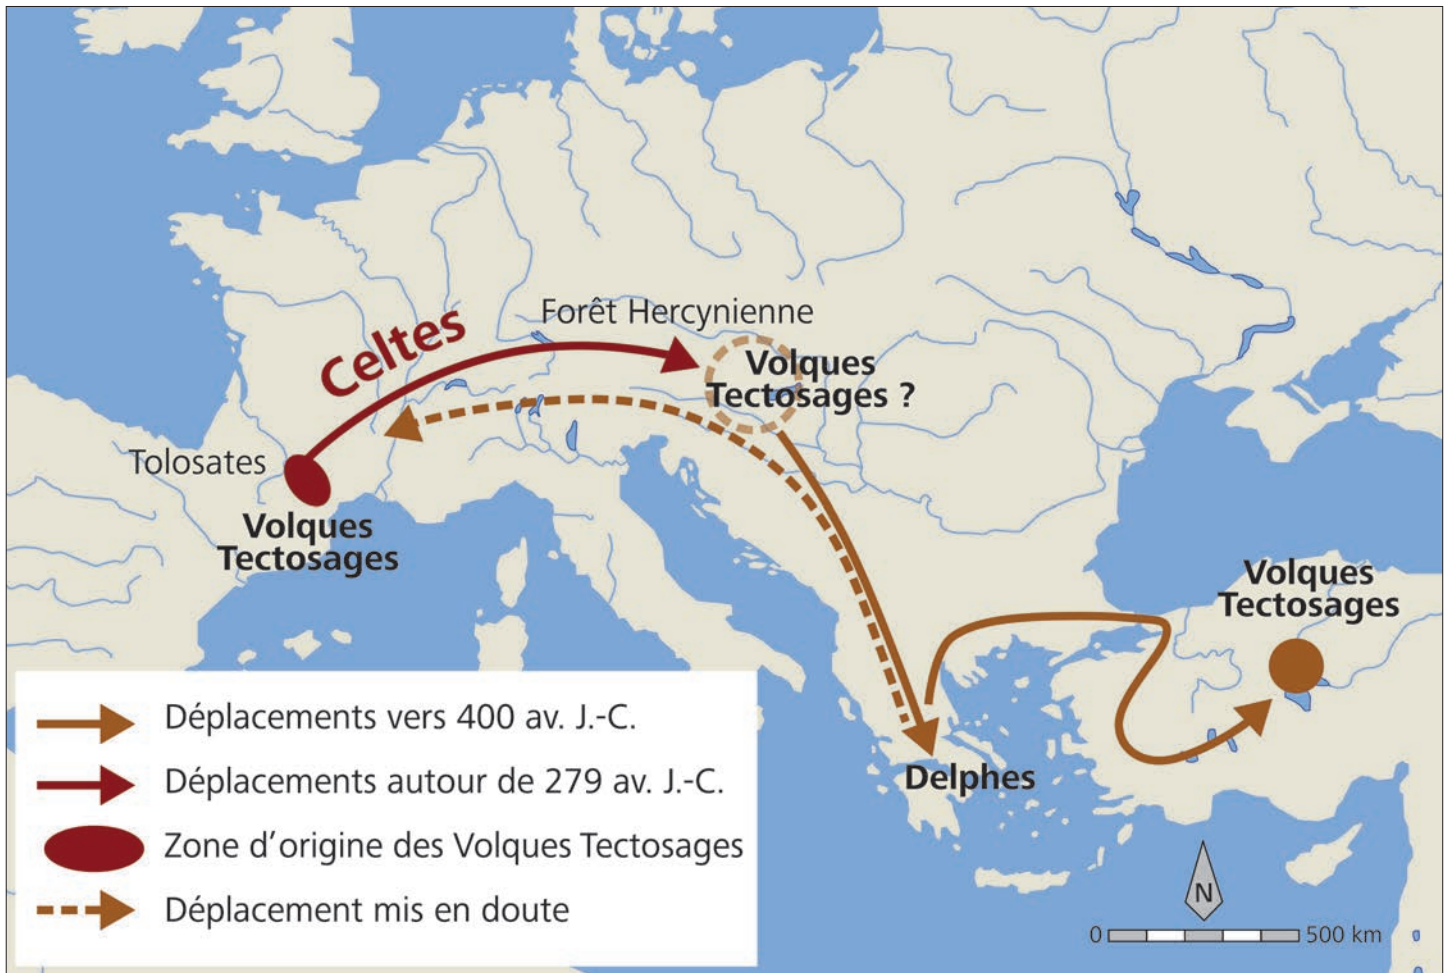 Forêt Hercynienne
Celtes
Volques
Tectosages ?
Tolosates
Volques
Tectosages
Volques
Tectosages
Delphes
Déplacements vers 400 av. J.-C.
Déplacements autour de 279 av. J.-C.
Zone d'origine des Volques Tectosages
Déplacement mis en doute
N
0 500 km